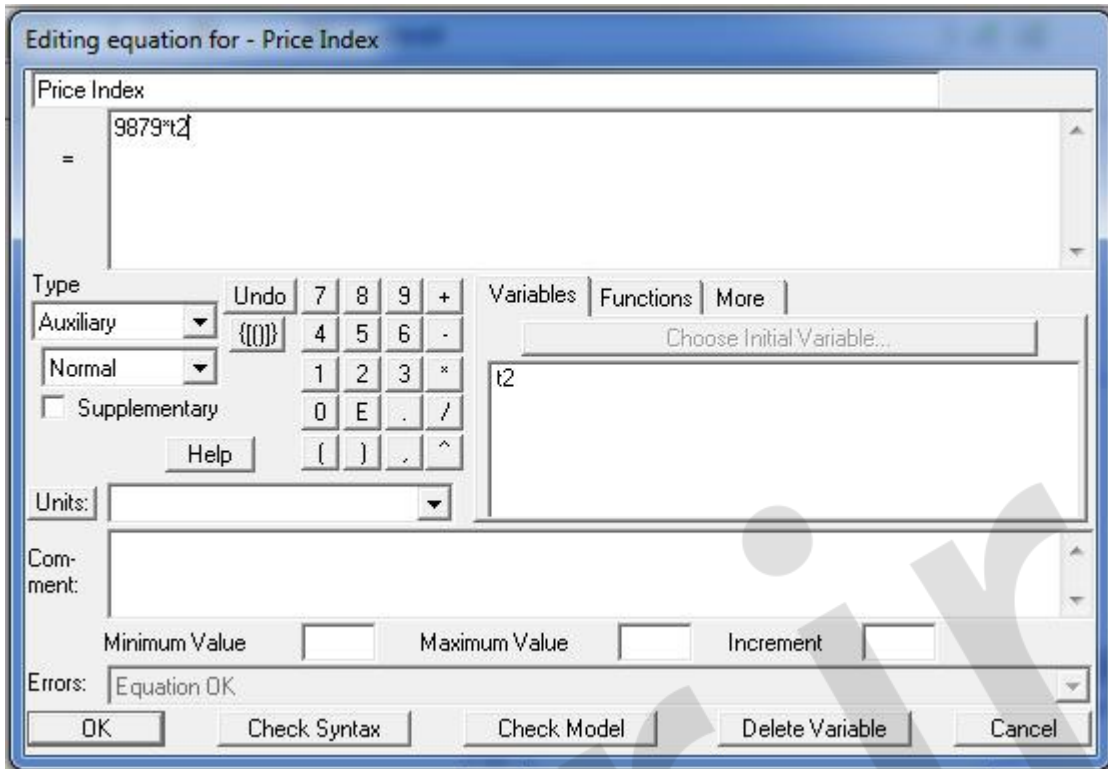 Editing equation for - Price Index
Price Index
= 9879*t2
Type
Auxiliary
Normal
Supplementary
Help
Undo 7 8 9 +
{[()]} 4 5 6 -
1 2 3 *
0 E . /
( ) , ^
Variables Functions More
Choose Initial Variable...
t2
Units:
Com-
ment:
Minimum Value Maximum Value Increment
Errors: Equation OK
OK Check Syntax Check Model Delete Variable Cancel